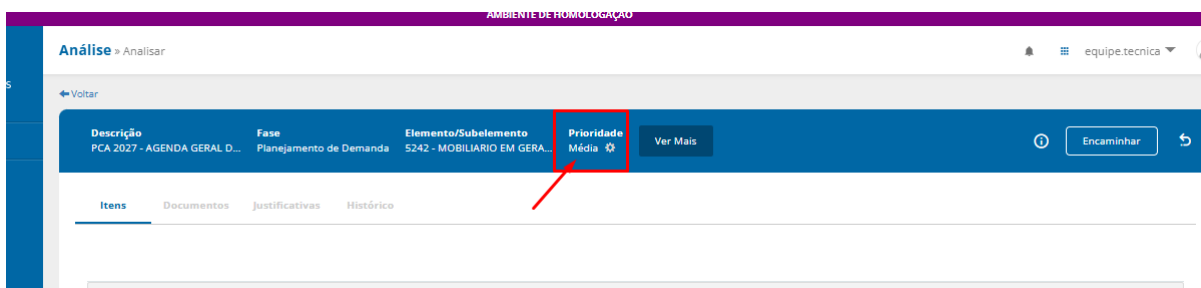 AMBIENTE DE HOMOLOGAÇÃO
Análise » Analisar
equipe.tecnica
s
Voltar
Descrição Fase Elemento/Subelemento Prioridade
PCA 2027 - AGENDA GERAL D... Planejamento de Demanda 5242 - MOBILIARIO EM GERA... Média
Ver Mais
Encaminhar
Itens Documentos Justificativas Histórico